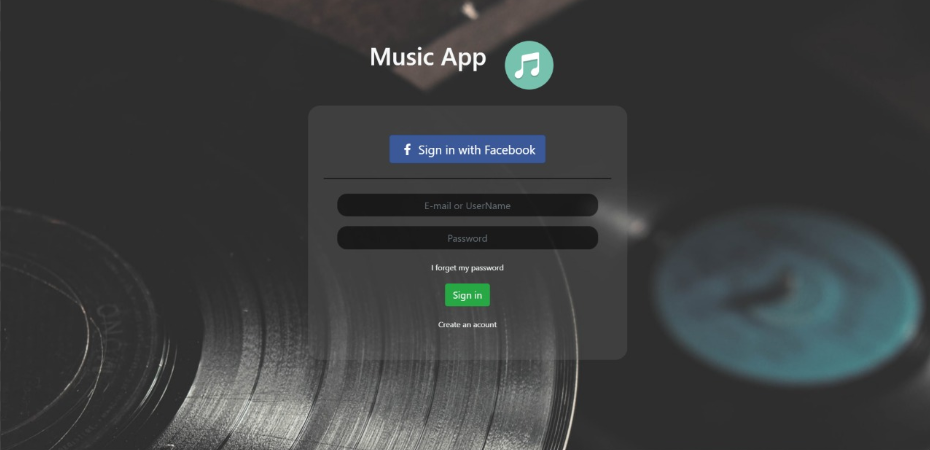 Music App
Sign in with Facebook
E-mail or UserName
Password
I forget my password
Sign in
Create an acount